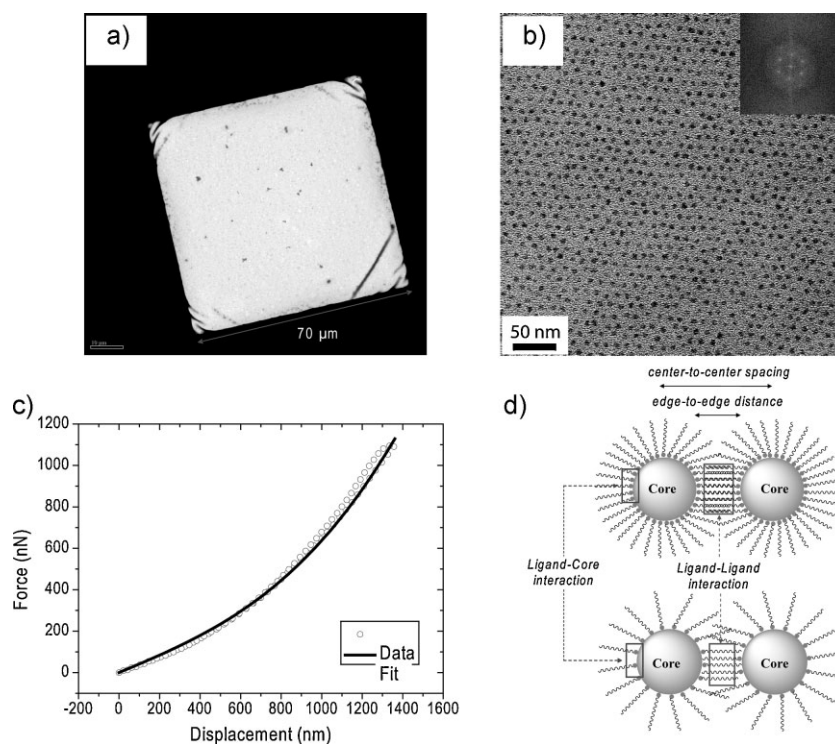 a)
70 µm
10 µm
b)
50 nm
c)
1200
1000
800
600
400
200
0
Force (nN)
-200 0 200 400 600 800 1000 1200 1400 1600
Displacement (nm)
Data
Fit
d)
center-to-center spacing
edge-to-edge distance
Core Core
Ligand-Core
interaction
Ligand-Ligand
interaction
Core Core